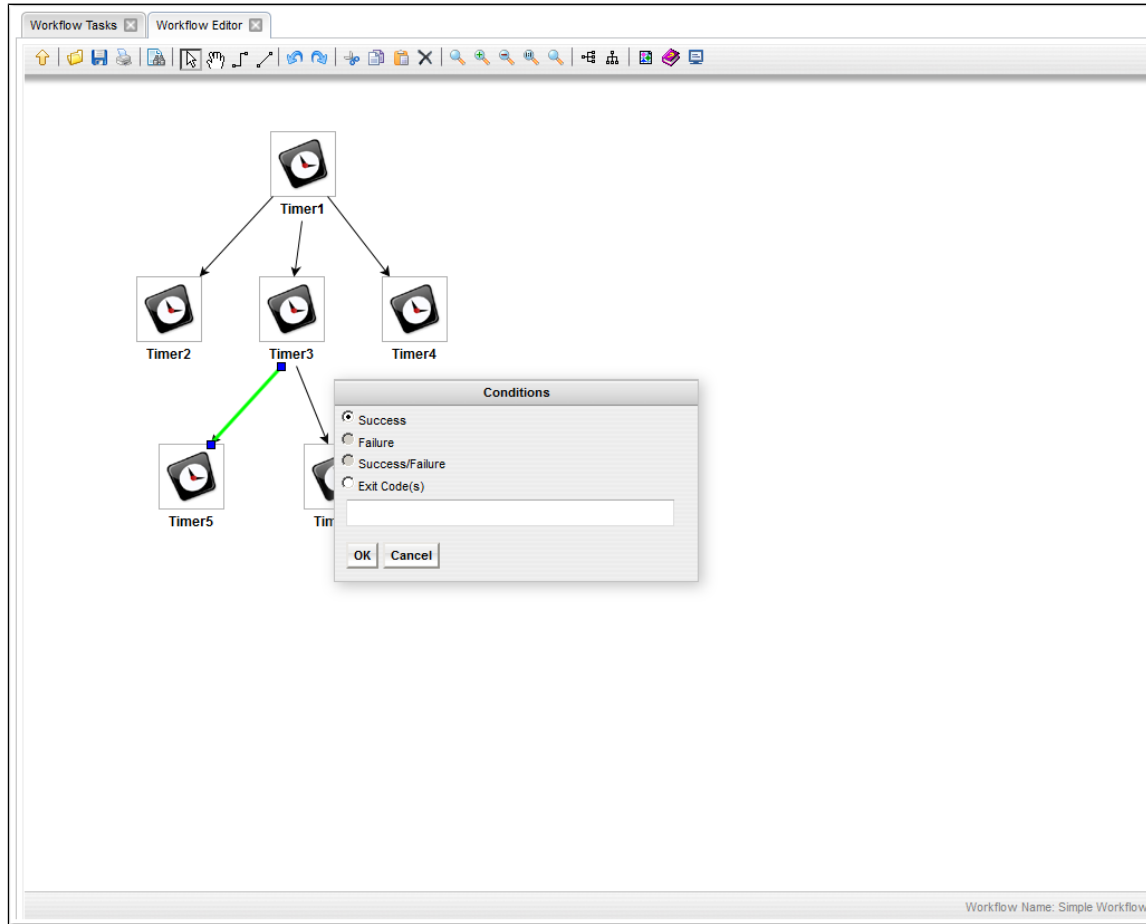 Workflow Tasks
Workflow Editor
Timer1
Timer2
Timer3
Timer4
Conditions
Success
Failure
Success/Failure
Exit Code(s)
Timer5
OK
Cancel
Workflow Name: Simple Workflow